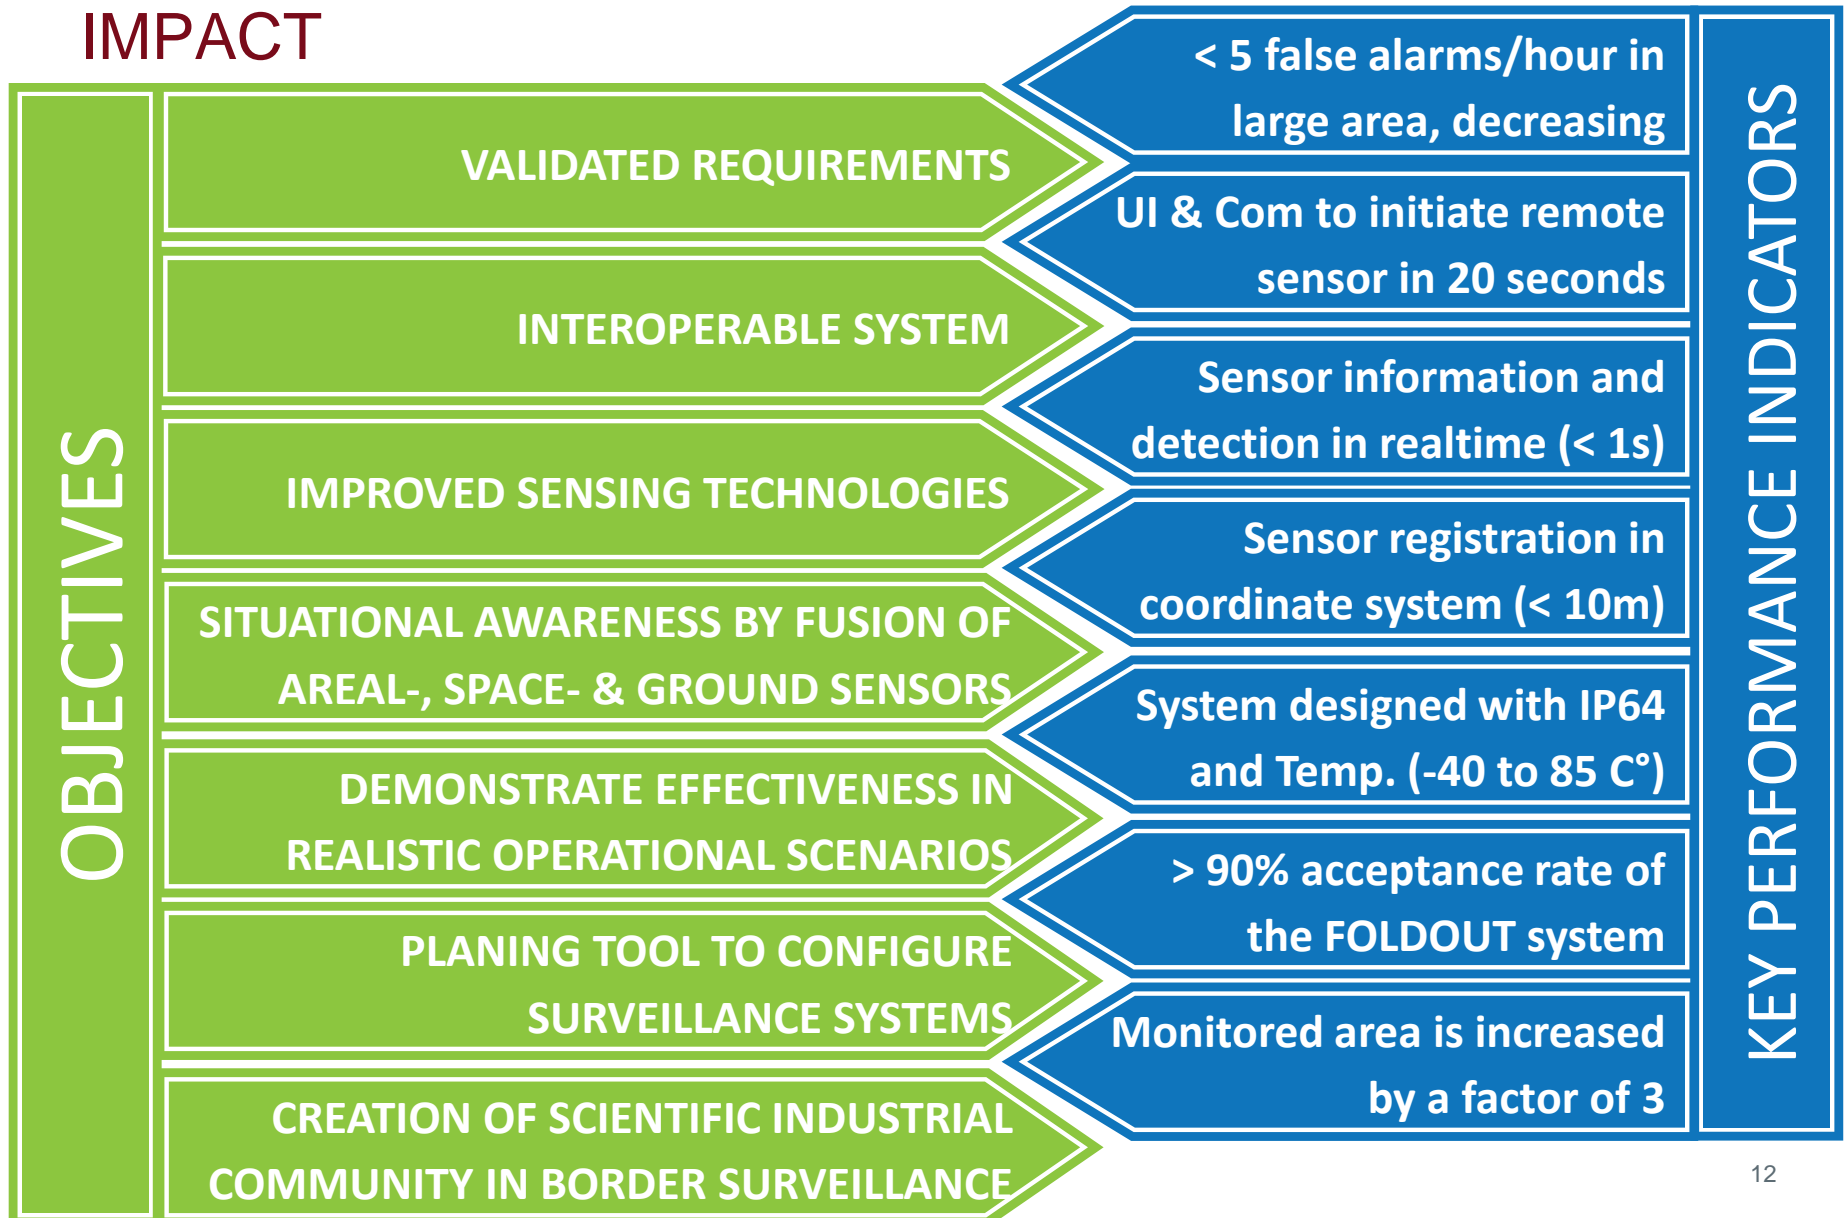 IMPACT
OBJECTIVES
VALIDATED REQUIREMENTS
INTEROPERABLE SYSTEM
IMPROVED SENSING TECHNOLOGIES
SITUATIONAL AWARENESS BY FUSION OF
AREAL-, SPACE- & GROUND SENSORS
DEMONSTRATE EFFECTIVENESS IN
REALISTIC OPERATIONAL SCENARIOS
PLANING TOOL TO CONFIGURE
SURVEILLANCE SYSTEMS
CREATION OF SCIENTIFIC INDUSTRIAL
COMMUNITY IN BORDER SURVEILLANCE
< 5 false alarms/hour in
large area, decreasing
UI & Com to initiate remote
sensor in 20 seconds
Sensor information and
detection in realtime (< 1s)
Sensor registration in
coordinate system (< 10m)
System designed with IP64
and Temp. (-40 to 85 C°)
> 90% acceptance rate of
the FOLDOUT system
Monitored area is increased
by a factor of 3
KEY PERFORMANCE INDICATORS
12